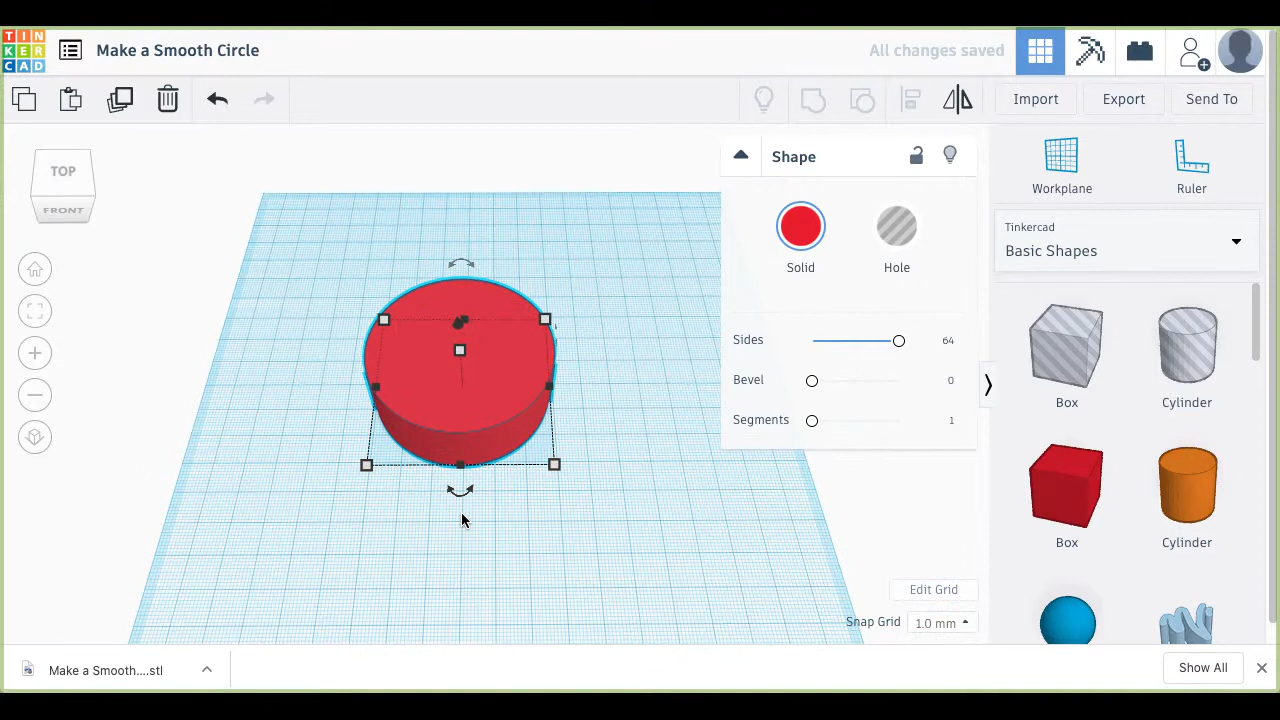 TIN
KER
CAD
Make a Smooth Circle
All changes saved
Import
Export
Send To
TOP
FRONT
Shape
Solid
Hole
Sides
64
Bevel
0
Segments
1
Workplane
Ruler
Tinkercad
Basic Shapes
Box
Cylinder
Box
Cylinder
Edit Grid
Snap Grid
1.0 mm
Make a Smooth....stl
Show All